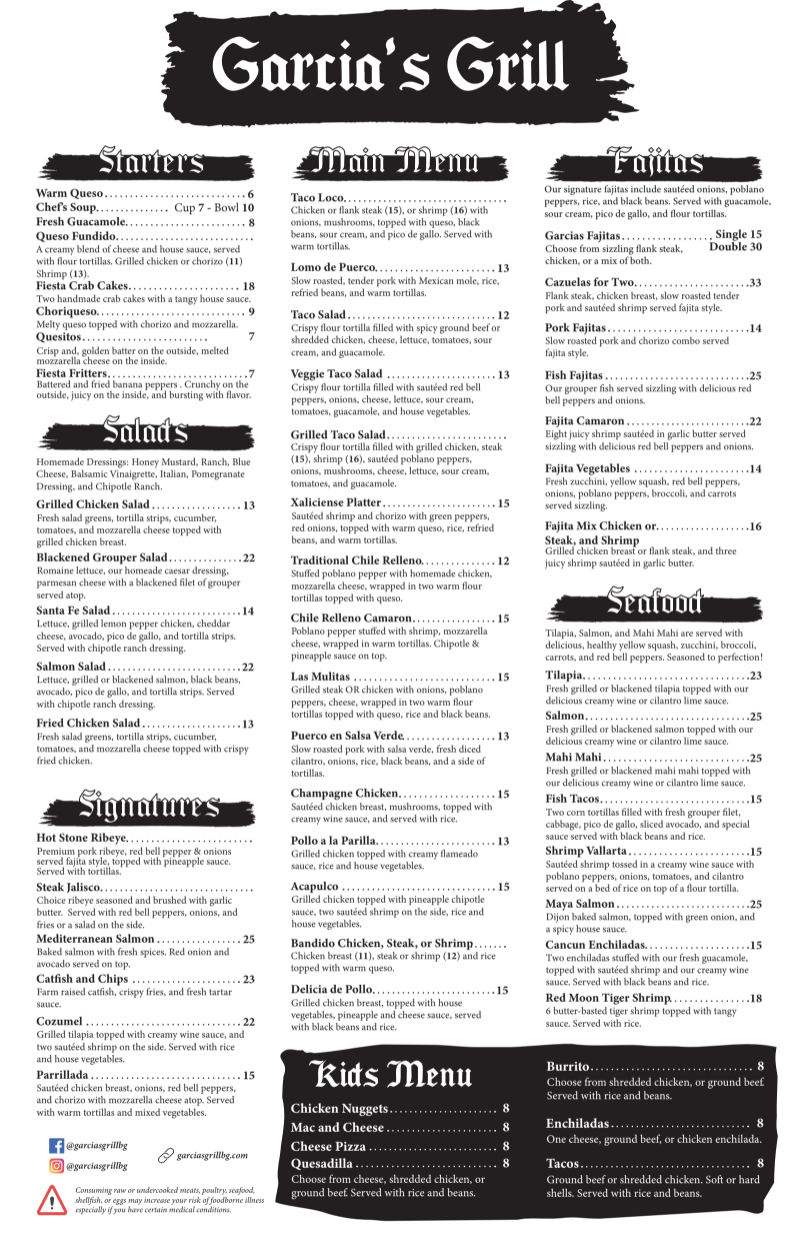 Garcia's Grill
Starters
Warm Queso........................... 6
Chef's Soup.............. Cup 7 - Bowl 10
Fresh Guacamole....................... 8
Queso Fundido.........................
A creamy blend of cheese and house sauce, served
with flour tortillas. Grilled chicken or chorizo (11)
Shrimp (13).
Fiesta Crab Cakes..................... 18
Two handmade crab cakes with a tangy house sauce.
Choriqueso............................ 9
Melty queso topped with chorizo and mozzarella.
Quesitos........................ 7
Crisp and, golden batter on the outside, melted
mozzarella cheese on the inside.
Fiesta Fritters...........................7
Battered and fried banana peppers . Crunchy on the
outside, juicy on the inside, and bursting with flavor.
Salads
Homemade Dressings: Honey Mustard, Ranch, Blue
Cheese, Balsamic Vinaigrette, Italian, Pomegranate
Dressing, and Chipotle Ranch.
Grilled Chicken Salad .................. 13
Fresh salad greens, tortilla strips, cucumber,
tomatoes, and mozzarella cheese topped with
grilled chicken breast.
Blackened Grouper Salad..............22
Romaine lettuce, our homeade caesar dressing,
parmesan cheese with a blackened filet of grouper
served atop.
Santa Fe Salad.........................14
Lettuce, grilled lemon pepper chicken, cheddar
cheese, avocado, pico de gallo, and tortilla strips.
Served with chipotle ranch dressing.
Salmon Salad ..........................22
Lettuce, grilled or blackened salmon, black beans,
avocado, pico de gallo, and tortilla strips. Served
with chipotle ranch dressing.
Fried Chicken Salad ...................13
Fresh salad greens, tortilla strips, cucumber,
tomatoes, and mozzarella cheese topped with crispy
fried chicken.
Signatures
Hot Stone Ribeye........................
Premium pork ribeye, red bell pepper & onions
served fajita style, topped with pineapple sauce.
Served with tortillas.
Steak Jalisco.............................
Choice ribeye seasoned and brushed with garlic
butter. Served with red bell peppers, onions, and
fries or a salad on the side.
Mediterranean Salmon ................ 25
Baked salmon with fresh spices. Red onion and
avocado served on top.
Catfish and Chips ..................... 23
Farm raised catfish, crispy fries, and fresh tartar
sauce.
Cozumel .............................. 22
Grilled tilapia topped with creamy wine sauce, and
two sautéed shrimp on the side. Served with rice
and house vegetables.
Parrillada ............................. 15
Sautéed chicken breast, onions, red bell peppers,
and chorizo with mozzarella cheese atop. Served
with warm tortillas and mixed vegetables.
@garciasgrillbg
@garciasgrillbg
garciasgrillbg.com
Consuming raw or undercooked meats, poultry, seafood,
shellfish, or eggs may increase your risk of foodborne illness
especially if you have certain medical conditions.
Main Menu
Taco Loco..............................
Chicken or flank steak (15), or shrimp (16) with
onions, mushrooms, topped with queso, black
beans, sour cream, and pico de gallo. Served with
warm tortillas.
Lomo de Puerco....................... 13
Slow roasted, tender pork with Mexican mole, rice,
refried beans, and warm tortillas.
Taco Salad............................. 12
Crispy flour tortilla filled with spicy ground beef or
shredded chicken, cheese, lettuce, tomatoes, sour
cream, and guacamole.
Veggie Taco Salad ..................... 13
Crispy flour tortilla filled with sautéed red bell
peppers, onions, cheese, lettuce, sour cream,
tomatoes, guacamole, and house vegetables.
Grilled Taco Salad.......................
Crispy flour tortilla filled with grilled chicken, steak
(15), shrimp (16), sautéed poblano peppers,
onions, mushrooms, cheese, lettuce, sour cream,
tomatoes, and guacamole.
Xaliciense Platter...................... 15
Sautéed shrimp and chorizo with green peppers,
red onions, topped with warm queso, rice, refried
beans, and warm tortillas.
Traditional Chile Relleno.............. 12
Stuffed poblano pepper with homemade chicken,
mozzarella cheese, wrapped in two warm flour
tortillas topped with queso.
Chile Relleno Camaron................ 15
Poblano pepper stuffed with shrimp, mozzarella
cheese, wrapped in warm tortillas. Chipotle &
pineapple sauce on top.
Las Mulitas ............................ 15
Grilled steak OR chicken with onions, poblano
peppers, cheese, wrapped in two warm flour
tortillas topped with queso, rice and black beans.
Puerco en Salsa Verde.................. 13
Slow roasted pork with salsa verde, fresh diced
cilantro, onions, rice, black beans, and a side of
tortillas.
Champagne Chicken................... 15
Sautéed chicken breast, mushrooms, topped with
creamy wine sauce, and served with rice.
Pollo a la Parilla....................... 13
Grilled chicken topped with creamy flameado
sauce, rice and house vegetables.
Acapulco .............................. 15
Grilled chicken topped with pineapple chipotle
sauce, two sautéed shrimp on the side, rice and
house vegetables.
Bandido Chicken, Steak, or Shrimp.......
Chicken breast (11), steak or shrimp (12) and rice
topped with warm queso.
Delicia de Pollo........................15
Grilled chicken breast, topped with house
vegetables, pineapple and cheese sauce, served
with black beans and rice.
Fajitas
Our signature fajitas include sautéed onions, poblano
peppers, rice, and black beans. Served with guacamole,
sour cream, pico de gallo, and flour tortillas.
Garcias Fajitas.................. Single 15
Choose from sizzling flank steak, Double 30
chicken, or a mix of both.
Cazuelas for Two......................33
Flank steak, chicken breast, slow roasted tender
pork and sautéed shrimp served fajita style.
Pork Fajitas...........................14
Slow roasted pork and chorizo combo served
fajita style.
Fish Fajitas............................25
Our grouper fish served sizzling with delicious red
bell peppers and onions.
Fajita Camaron........................22
Eight juicy shrimp sautéed in garlic butter served
sizzling with delicious red bell peppers and onions.
Fajita Vegetables ......................14
Fresh zucchini, yellow squash, red bell peppers,
onions, poblano peppers, broccoli, and carrots
served sizzling.
Fajita Mix Chicken or..................16
Steak, and Shrimp
Grilled chicken breast or flank steak, and three
juicy shrimp sautéed in garlic butter.
Seafood
Tilapia, Salmon, and Mahi Mahi are served with
delicious, healthy yellow squash, zucchini, broccoli,
carrots, and red bell peppers. Seasoned to perfection!
Tilapia................................23
Fresh grilled or blackened tilapia topped with our
delicious creamy wine or cilantro lime sauce.
Salmon................................25
Fresh grilled or blackened salmon topped with our
delicious creamy wine or cilantro lime sauce.
Mahi Mahi............................25
Fresh grilled or blackened mahi mahi topped with
our delicious creamy wine or cilantro lime sauce.
Fish Tacos.............................15
Two corn tortillas filled with fresh grouper filet,
cabbage, pico de gallo, sliced avocado, and special
sauce served with black beans and rice.
Shrimp Vallarta.......................15
Sautéed shrimp tossed in a creamy wine sauce with
poblano peppers, onions, tomatoes, and cilantro
served on a bed of rice on top of a flour tortilla.
Maya Salmon..........................25
Dijon baked salmon, topped with green onion, and
a spicy house sauce.
Cancun Enchiladas....................15
Two enchiladas stuffed with our fresh guacamole,
topped with sautéed shrimp and our creamy wine
sauce. Served with black beans and rice.
Red Moon Tiger Shrimp...............18
6 butter-basted tiger shrimp topped with tangy
sauce. Served with rice.
Kids Menu
Chicken Nuggets.................... 8
Mac and Cheese .................... 8
Cheese Pizza ........................ 8
Quesadilla .......................... 8
Choose from cheese, shredded chicken, or
ground beef. Served with rice and beans.
Burrito.............................. 8
Choose from shredded chicken, or ground beef.
Served with rice and beans.
Enchiladas.......................... 8
One cheese, ground beef, or chicken enchilada.
Tacos................................ 8
Ground beef or shredded chicken. Soft or hard
shells. Served with rice and beans.